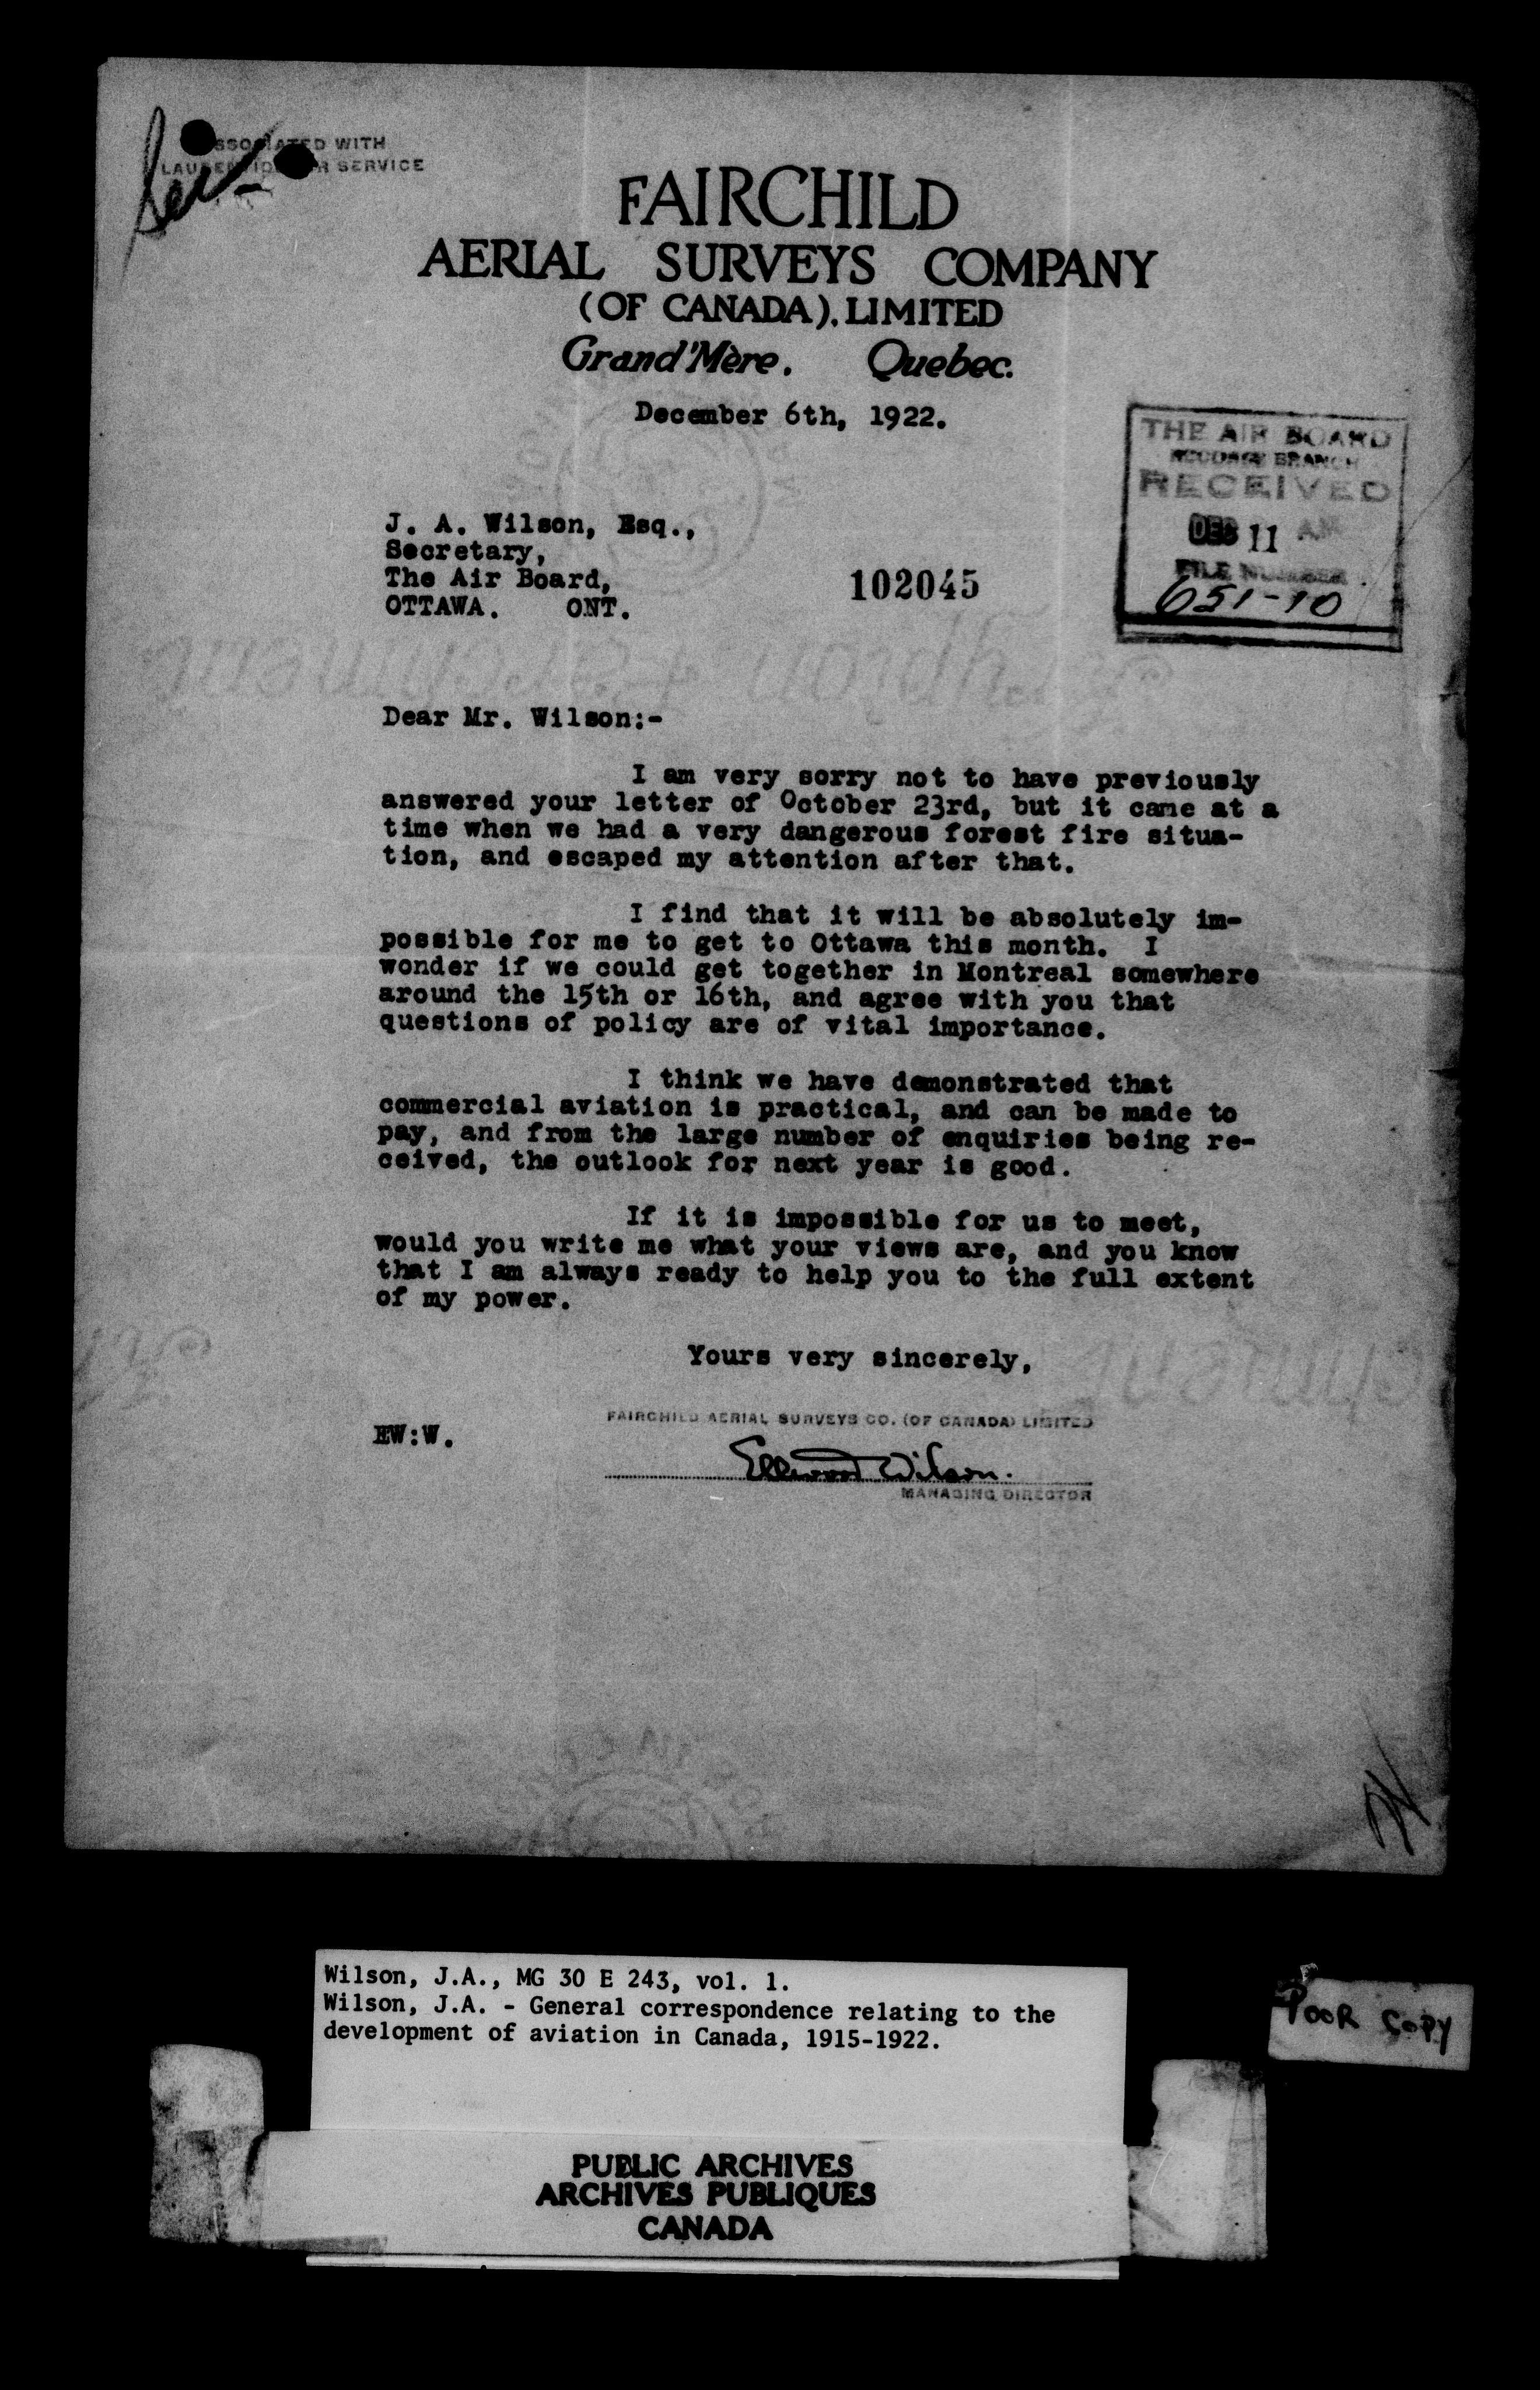 ASSOCIATED WITH
LAURENTIDE AIR SERVICE
FAIRCHILD
AERIAL SURVEYS COMPANY
(OF CANADA), LIMITED
Grand'Mère. Quebec.
December 6th, 1922.
THE AIR BOARD
RECORDS BRANCH
RECEIVED
DEC 11 AM
FILE NUMBER
651-10
J. A. Wilson, Esq.,
Secretary,
The Air Board,
OTTAWA. ONT.
102045
Dear Mr. Wilson:-
I am very sorry not to have previously
answered your letter of October 23rd, but it came at a
time when we had a very dangerous forest fire situa-
tion, and escaped my attention after that.
I find that it will be absolutely im-
possible for me to get to Ottawa this month. I
wonder if we could get together in Montreal somewhere
around the 15th or 16th, and agree with you that
questions of policy are of vital importance.
I think we have demonstrated that
commercial aviation is practical, and can be made to
pay, and from the large number of enquiries being re-
ceived, the outlook for next year is good.
If it is impossible for us to meet,
would you write me what your views are, and you know
that I am always ready to help you to the full extent
of my power.
Yours very sincerely,
FAIRCHILD AERIAL SURVEYS CO. (OF CANADA) LIMITED
EW:W.
Ellwood Wilson.
MANAGING DIRECTOR
Wilson, J.A., MG 30 E 243, vol. 1.
Wilson, J.A. - General correspondence relating to the
development of aviation in Canada, 1915-1922.
POOR COPY
PUBLIC ARCHIVES
ARCHIVES PUBLIQUES
CANADA